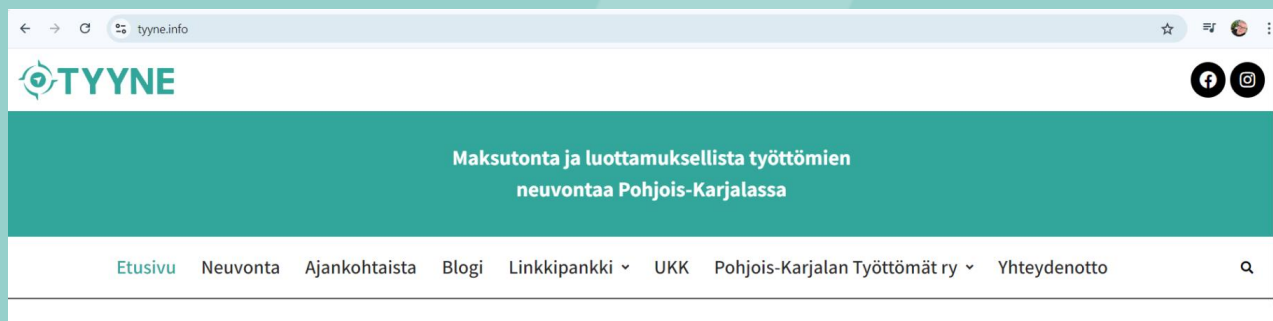 tyyne.info
TYYNE
Maksutonta ja luottamuksellista työttömien
neuvontaa Pohjois-Karjalassa
Etusivu Neuvonta Ajankohtaista Blogi Linkkipankki UKK Pohjois-Karjalan Työttömät ry Yhteydenotto